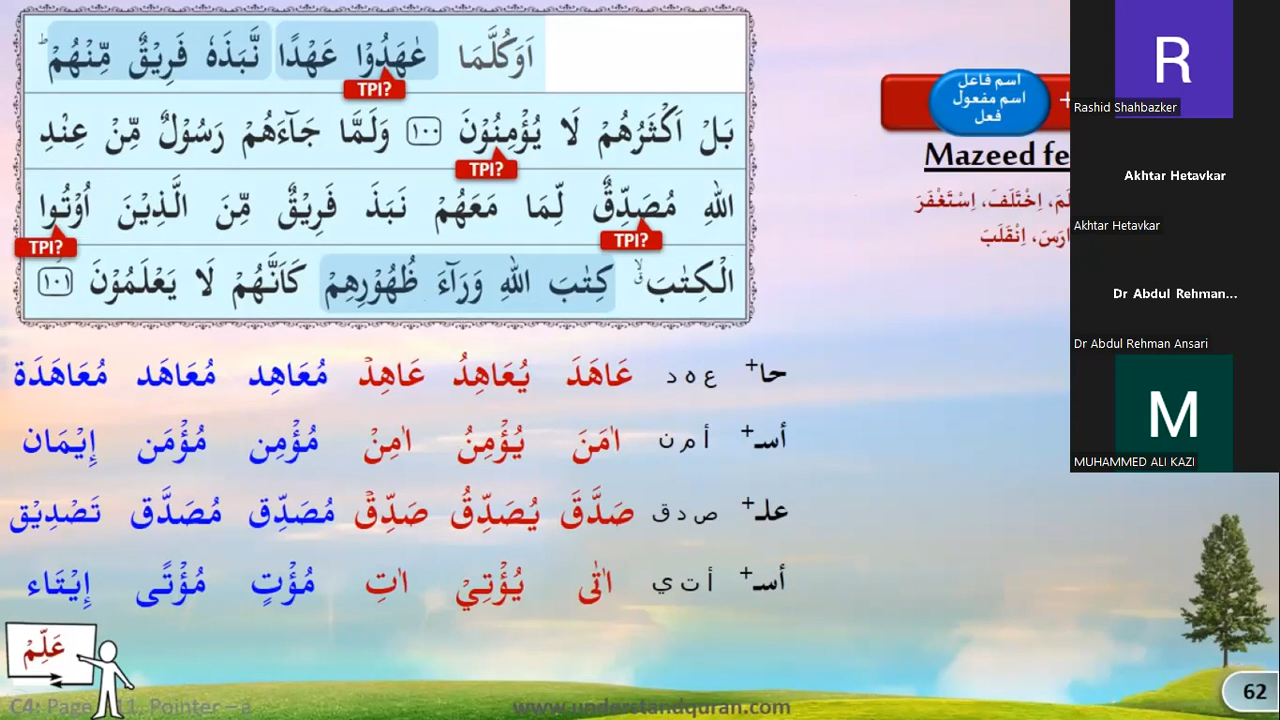 اَوَكُلَّمَا عٰهَدُوْا عَهْدًا نَّبَذَهٗ فَرِيْقٌ مِّنْهُمْ ؕ
TPI?
بَلْ اَكْثَرُهُمْ لَا يُؤْمِنُوْنَ ١٠٠ وَلَمَّا جَآءَهُمْ رَسُوْلٌ مِّنْ عِنْدِ
TPI?
اللهِ مُصَدِّقٌ لِّمَا مَعَهُمْ نَبَذَ فَرِيْقٌ مِّنَ الَّذِيْنَ اُوْتُوا
TPI?
TPI?
الْكِتٰبَ ۙ كِتٰبَ اللهِ وَرَآءَ ظُهُوْرِهِمْ كَاَنَّهُمْ لَا يَعْلَمُوْنَ ١٠١
حا+ ع ه د عَاهَدَ يُعَاهِدُ عَاهِدْ مُعَاهِد مُعَاهَد مُعَاهَدَة
أسـ+ أ م ن اٰمَنَ يُؤْمِنُ اٰمِنْ مُؤْمِن مُؤْمَن إِيْمَان
علـ+ ص د ق صَدَّقَ يُصَدِّقُ صَدِّقْ مُصَدِّق مُصَدَّق تَصْدِيْق
أسـ+ أ ت ي اٰتٰى يُؤْتِيْ اٰتِ مُؤْتٍ مُؤْتًى إِيْتَاء
عَلِّمْ
www.understandquran.com
62
اسم فاعل
اسم مفعول
فعل
+
Mazeed fe
اِخْتَلَفَ، اِسْتَغْفَرَ
اِنْقَلَبَ
R
Rashid Shahbazker
Akhtar Hetavkar
Akhtar Hetavkar
Dr Abdul Rehman...
Dr Abdul Rehman Ansari
M
MUHAMMED ALI KAZI